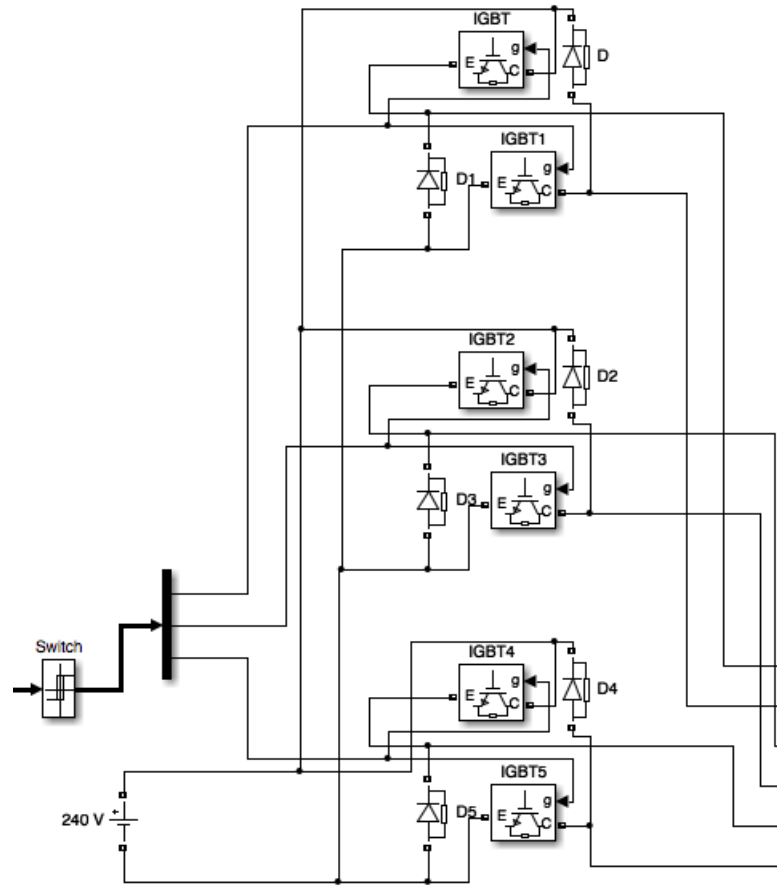 IGBT
g
E
C
D
IGBT1
g
E
C
D1
IGBT2
g
E
C
D2
IGBT3
g
E
C
D3
Switch
IGBT4
g
E
C
D4
IGBT5
g
E
C
D5
240 V
+